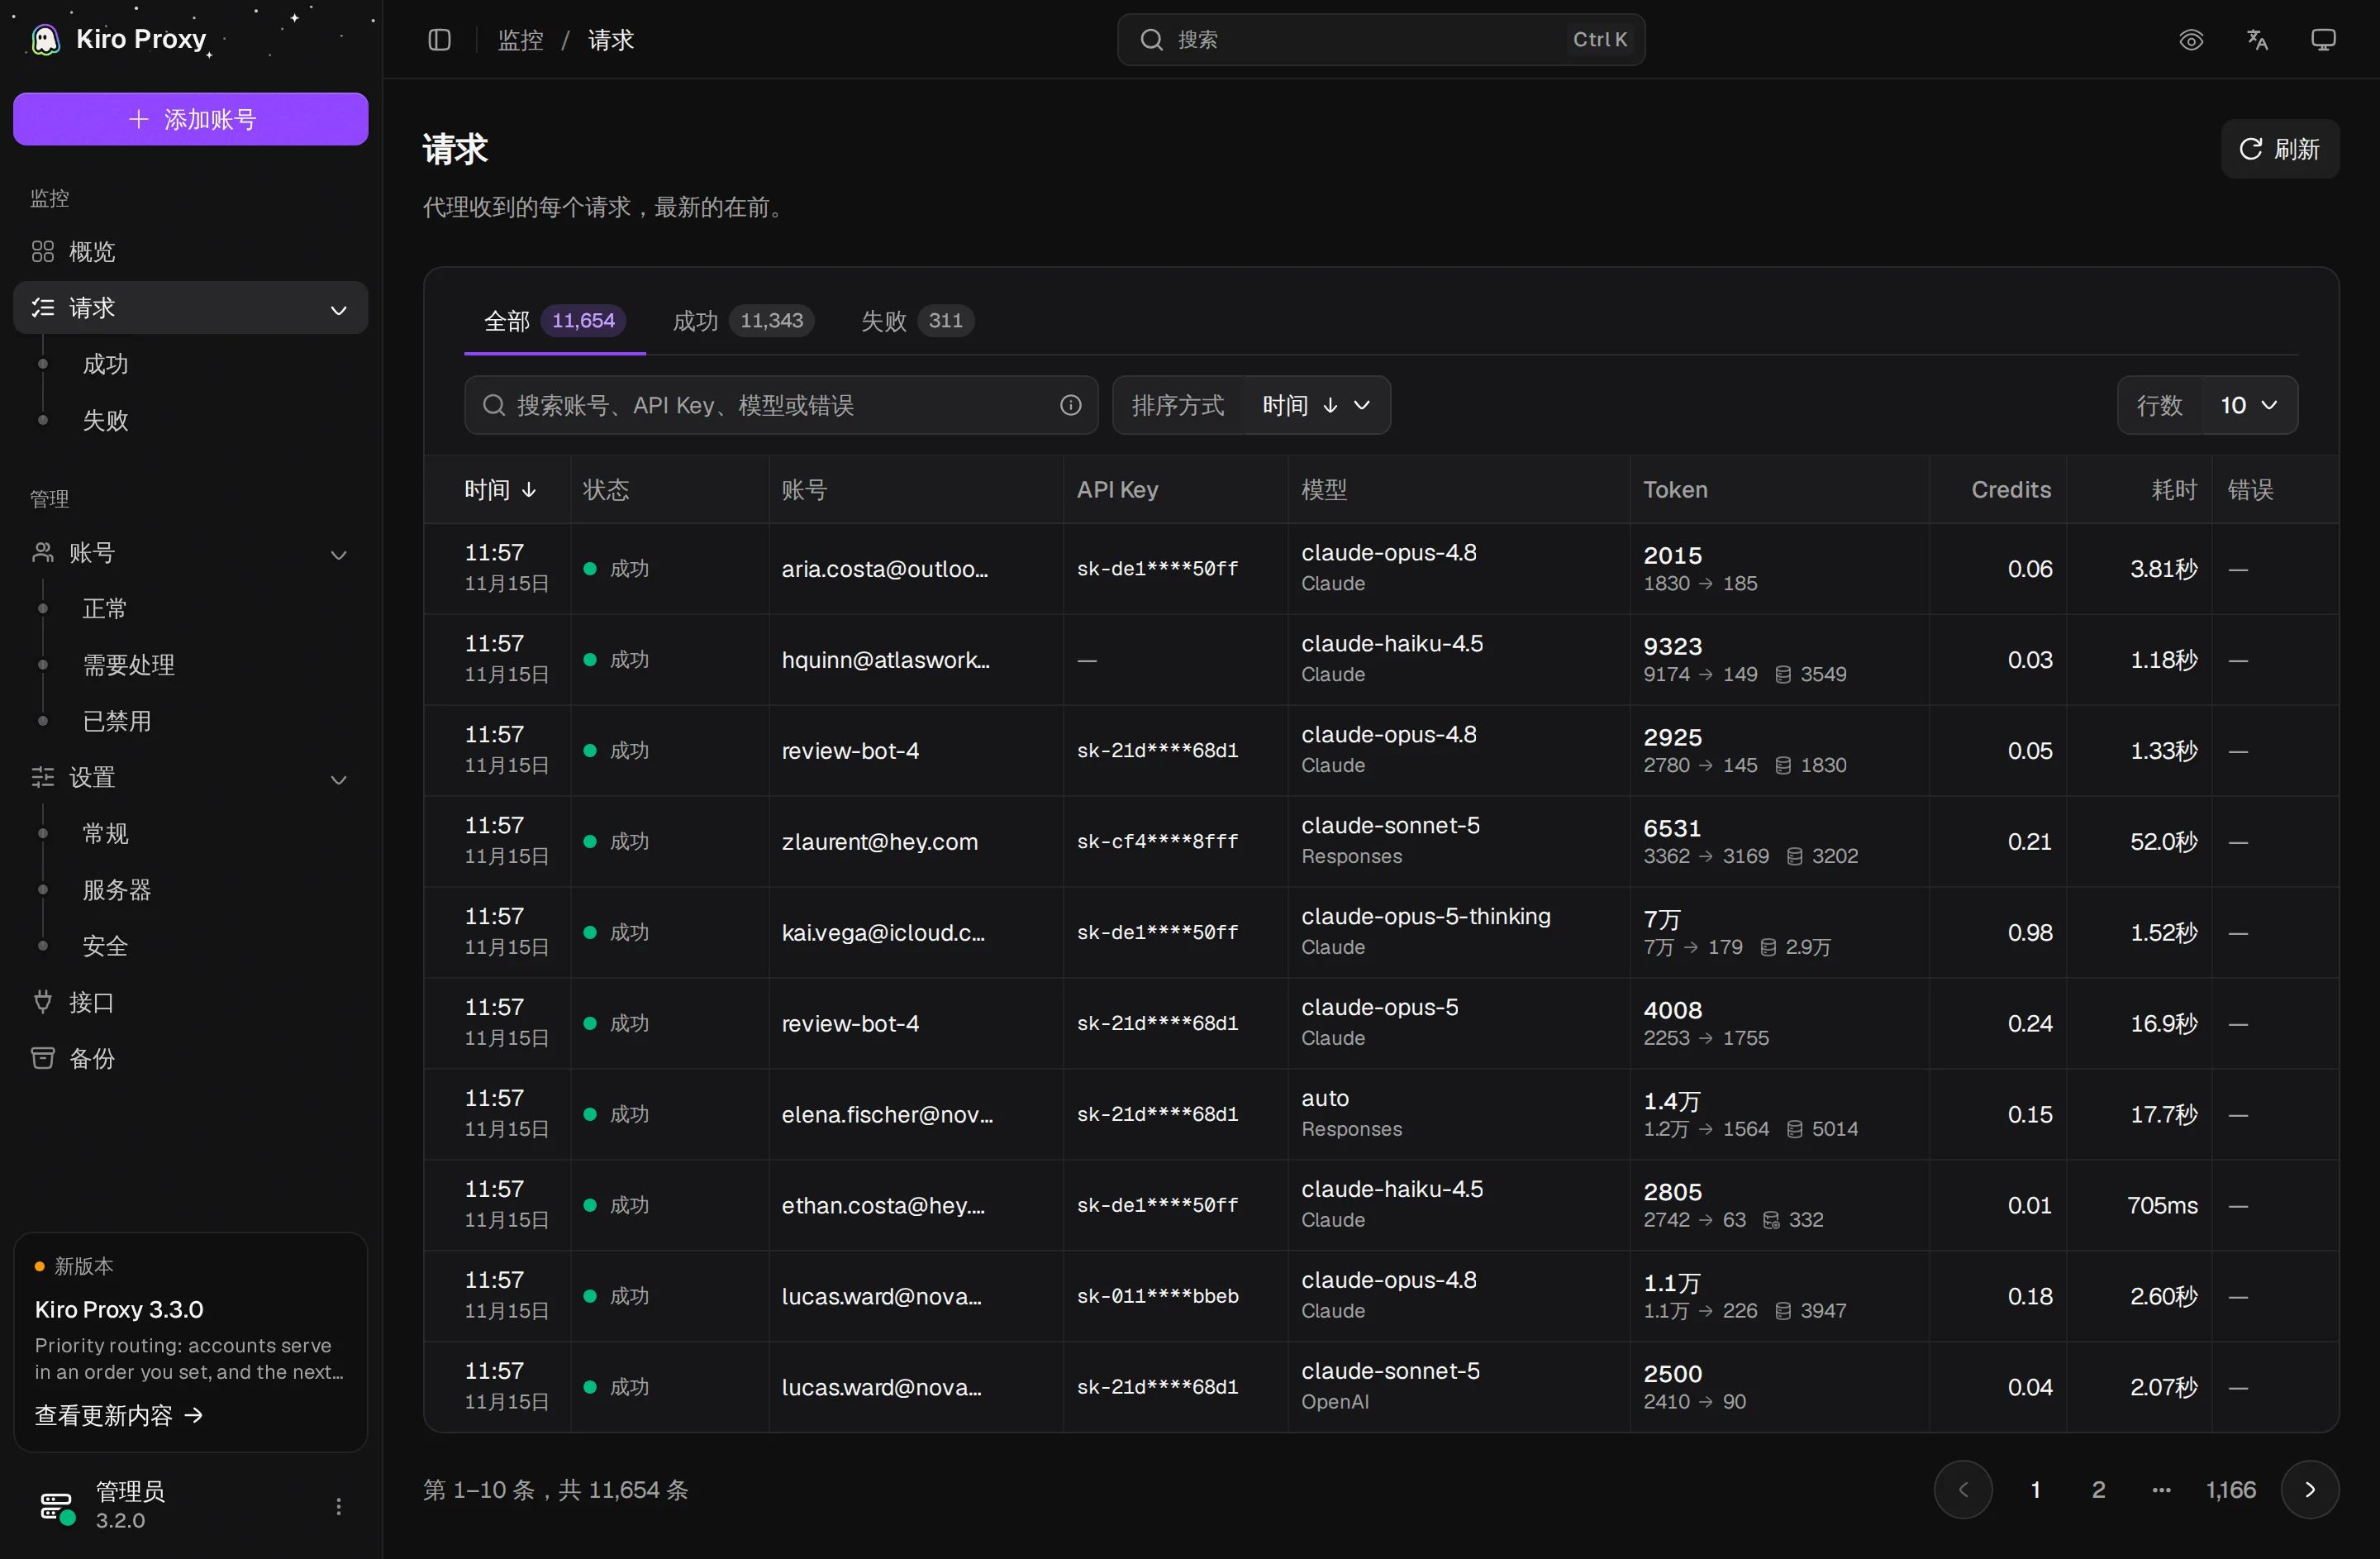 Kiro Proxy
添加账号
监控
概览
请求
成功
失败
管理
账号
正常
需要处理
已禁用
设置
常规
服务器
安全
接口
备份
新版本
Kiro Proxy 3.3.0
Priority routing: accounts serve
in an order you set, and the next...
查看更新内容 →
管理员
3.2.0
监控 / 请求
搜索 Ctrl K
请求
刷新
代理收到的每个请求，最新的在前。
全部 11,654 成功 11,343 失败 311
搜索账号、API Key、模型或错误 排序方式 时间 ↓ 行数 10
时间 ↓ 状态 账号 API Key 模型 Token Credits 耗时 错误
11:57 11月15日 成功 aria.costa@outloo... sk-de1****50ff claude-opus-4.8 Claude 2015 1830 → 185 0.06 3.81秒 —
11:57 11月15日 成功 hquinn@atlaswork... — claude-haiku-4.5 Claude 9323 9174 → 149 3549 0.03 1.18秒 —
11:57 11月15日 成功 review-bot-4 sk-21d****68d1 claude-opus-4.8 Claude 2925 2780 → 145 1830 0.05 1.33秒 —
11:57 11月15日 成功 zlaurent@hey.com sk-cf4****8fff claude-sonnet-5 Responses 6531 3362 → 3169 3202 0.21 52.0秒 —
11:57 11月15日 成功 kai.vega@icloud.c... sk-de1****50ff claude-opus-5-thinking Claude 7万 7万 → 179 2.9万 0.98 1.52秒 —
11:57 11月15日 成功 review-bot-4 sk-21d****68d1 claude-opus-5 Claude 4008 2253 → 1755 0.24 16.9秒 —
11:57 11月15日 成功 elena.fischer@nov... sk-21d****68d1 auto Responses 1.4万 1.2万 → 1564 5014 0.15 17.7秒 —
11:57 11月15日 成功 ethan.costa@hey.... sk-de1****50ff claude-haiku-4.5 Claude 2805 2742 → 63 332 0.01 705ms —
11:57 11月15日 成功 lucas.ward@nova... sk-011****bbeb claude-opus-4.8 Claude 1.1万 1.1万 → 226 3947 0.18 2.60秒 —
11:57 11月15日 成功 lucas.ward@nova... sk-21d****68d1 claude-sonnet-5 OpenAI 2500 2410 → 90 0.04 2.07秒 —
第 1–10 条，共 11,654 条 1 2 ••• 1,166